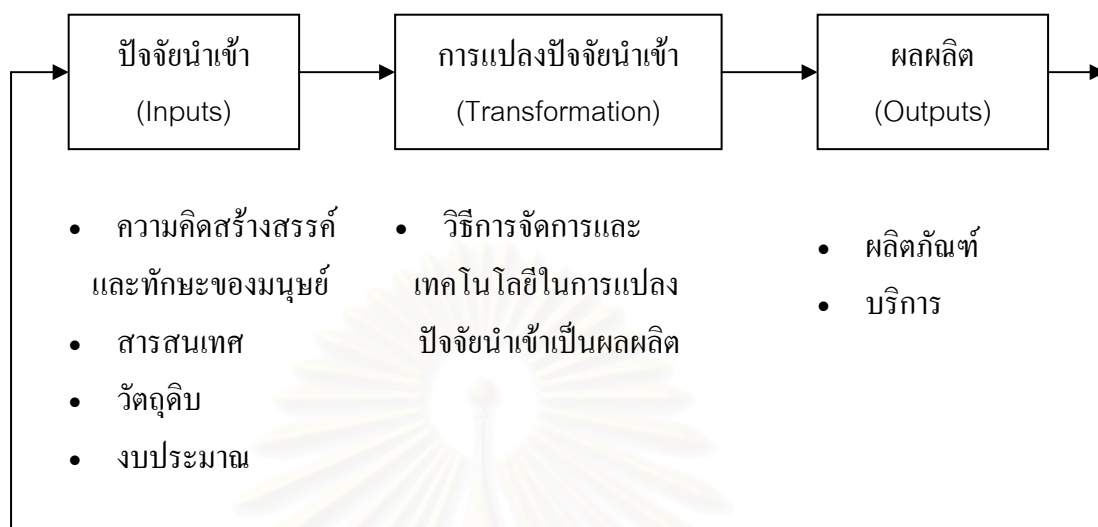 ปัจจัยนำเข้า
(Inputs)
การแปลงปัจจัยนำเข้า
(Transformation)
ผลผลิต
(Outputs)
• ความคิดสร้างสรรค์
และทักษะของมนุษย์
• สารสนเทศ
• วัตถุดิบ
• งบประมาณ
• วิธีการจัดการและ
เทคโนโลยีในการแปลง
ปัจจัยนำเข้าเป็นผลผลิต
• ผลิตภัณฑ์
• บริการ